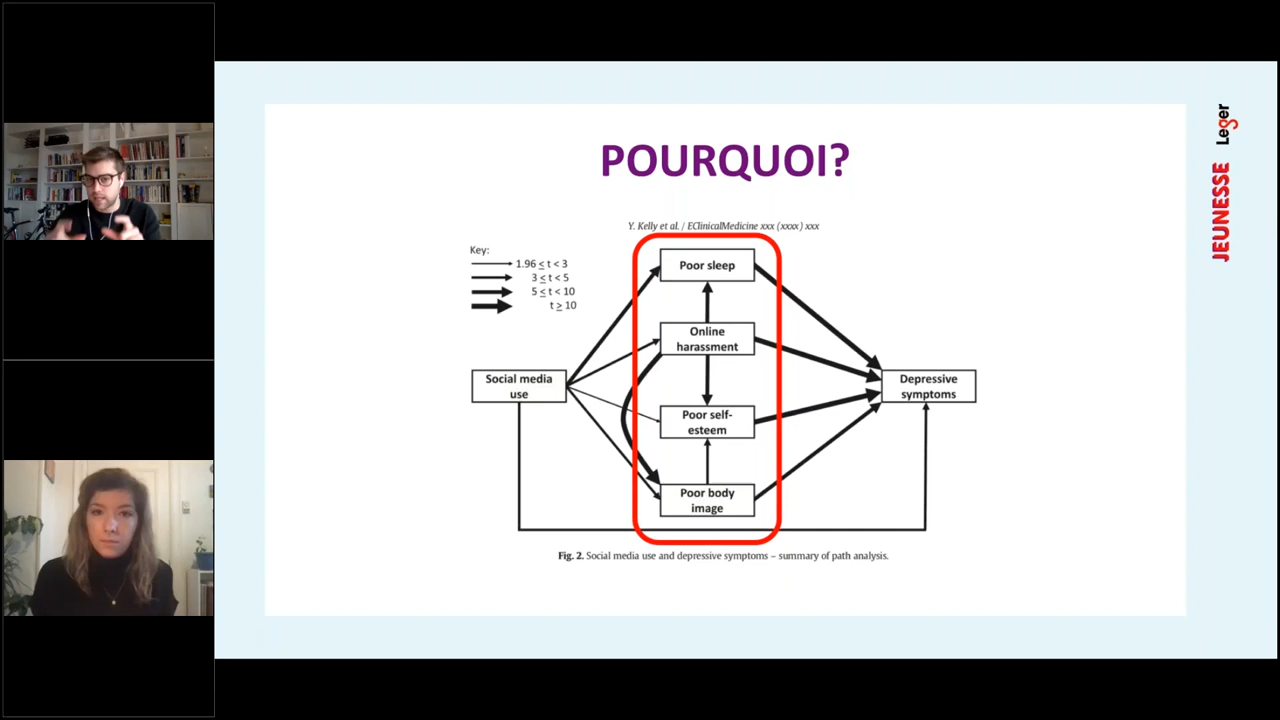 POURQUOI?
Y. Kelly et al. / EClinicalMedicine xxx (xxxx) xxx
Key:
1.96 ≤ t < 3
3 ≤ t < 5
5 ≤ t < 10
t ≥ 10
Poor sleep
Online
harassment
Social media
use
Poor self-
esteem
Depressive
symptoms
Poor body
image
Fig. 2. Social media use and depressive symptoms – summary of path analysis.
JEUNESSE Leger